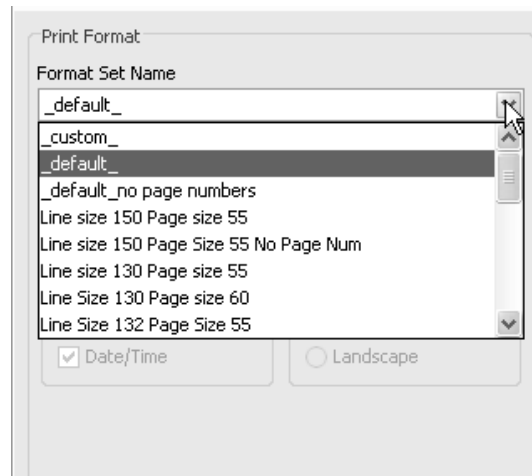 Print Format
Format Set Name
_default_
_custom_
_default_
_default_no page numbers
Line size 150 Page size 55
Line size 150 Page Size 55 No Page Num
Line size 130 Page size 55
Line Size 130 Page size 60
Line Size 132 Page Size 55
Date/Time
Landscape